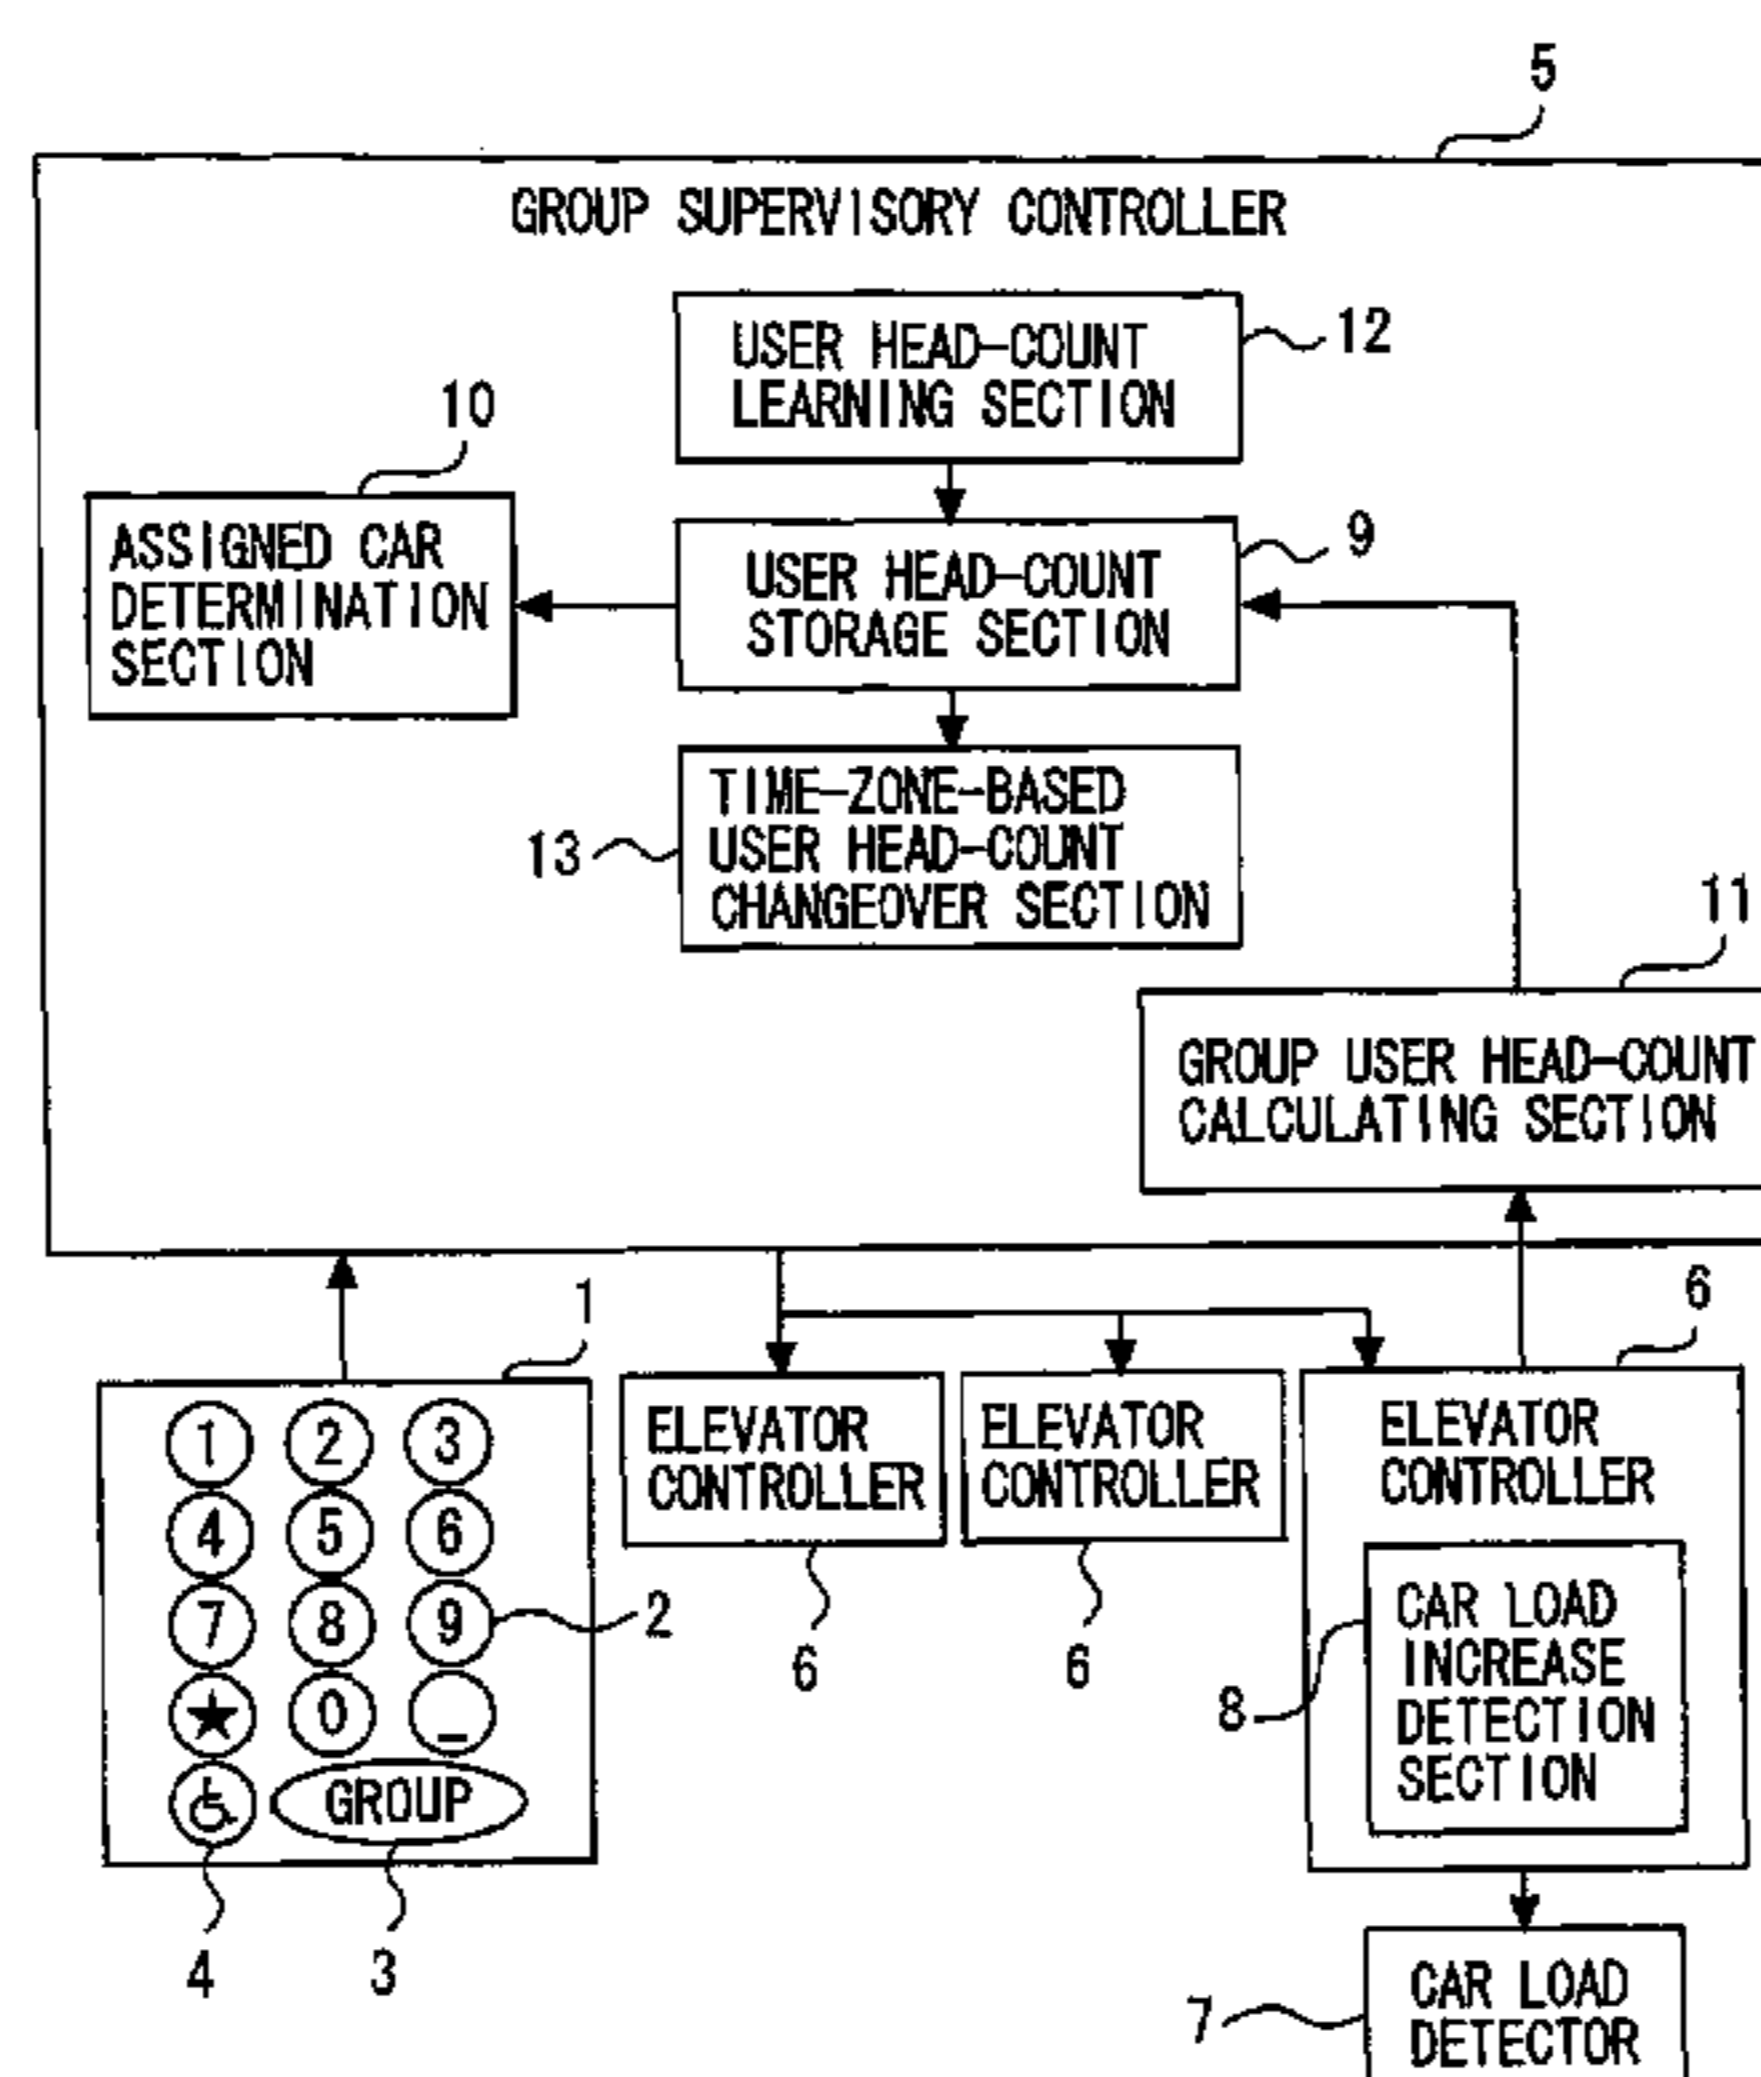 5
GROUP SUPERVISORY CONTROLLER
USER HEAD-COUNT
LEARNING SECTION
12
10
ASSIGNED CAR
DETERMINATION
SECTION
USER HEAD-COUNT
STORAGE SECTION
9
TIME-ZONE-BASED
USER HEAD-COUNT
CHANGEOVER SECTION
13
11
GROUP USER HEAD-COUNT
CALCULATING SECTION
1
6
1 2 3
4 5 6
7 8 9
★ 0 _
GROUP
2
4
3
ELEVATOR
CONTROLLER
6
ELEVATOR
CONTROLLER
6
ELEVATOR
CONTROLLER
CAR LOAD
INCREASE
DETECTION
SECTION
8
CAR LOAD
DETECTOR
7